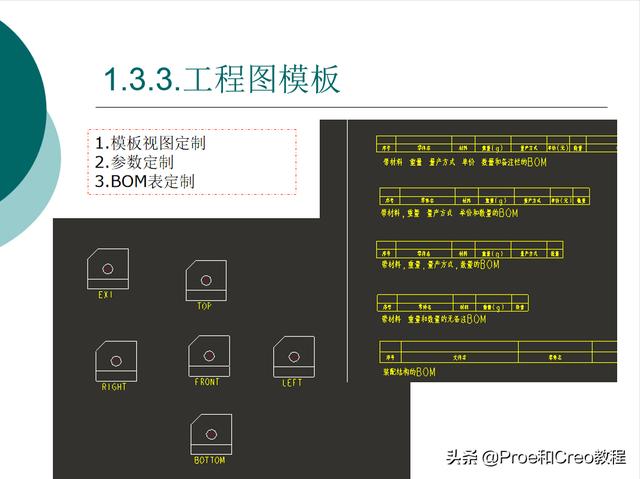 1.3.3.工程图模板
1.模板视图定制
2.参数定制
3.BOM表定制
序号 零件名 材料 重量(g) 量产方式 单价(元) 数量
带材料 重量 量产方式 单价 数量和备注栏的BOM
序号 零件名 材料 重量(g) 量产方式 单价(元) 数量
带材料,重量 量产方式 单价和数量的BOM
序号 零件名 材料 重量(g) 量产方式 数量
带材料,重量,量产方式,数量的BOM
序号 零件名 材料 重量(g) 数量
带材料 重量和数量的无备注BOM
序号 文件名 零件名
装配结构的BOM
EX1
TOP
RIGHT
FRONT
LEFT
BOTTOM
头条 @Proe和Creo教程